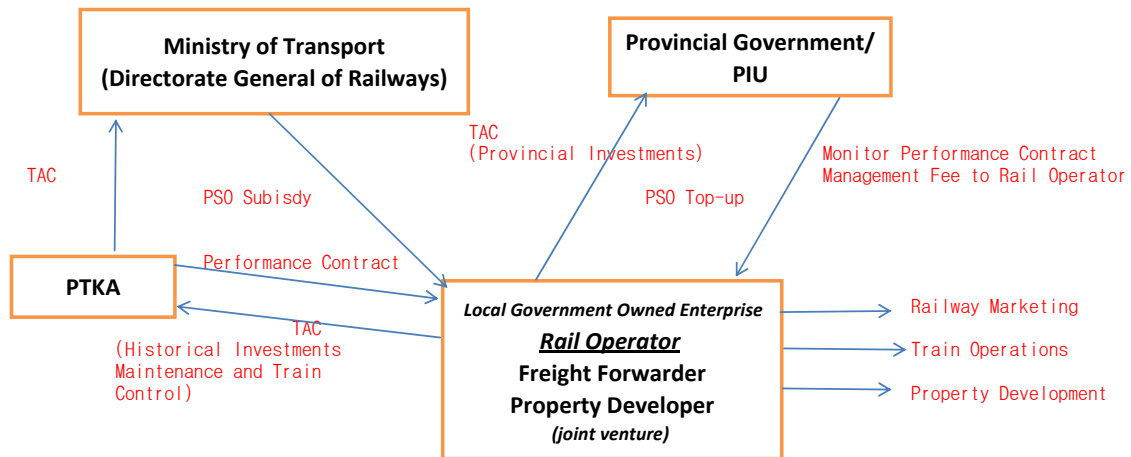 Ministry of Transport
(Directorate General of Railways)
Provincial Government/
PIU
TAC
(Provincial Investments)
Monitor Performance Contract
Management Fee to Rail Operator
TAC
PSO Subisdy
PSO Top-up
Performance Contract
PTKA
Local Government Owned Enterprise
Rail Operator
Freight Forwarder
Property Developer
(joint venture)
TAC
(Historical Investments
Maintenance and Train
Control)
Railway Marketing
Train Operations
Property Development